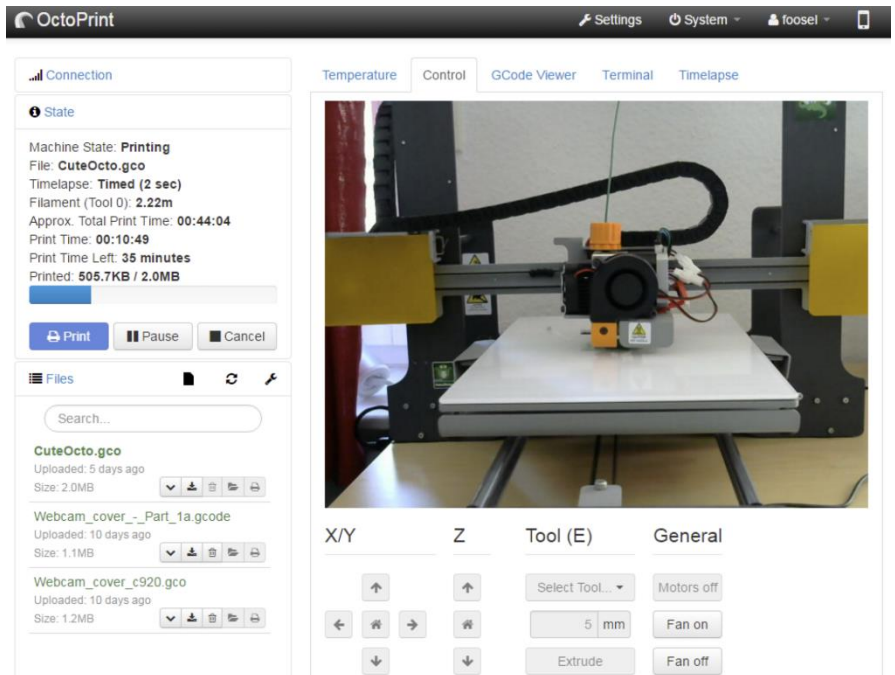 OctoPrint
Settings
System
foosel
Connection
State
Machine State: Printing
File: CuteOcto.gco
Timelapse: Timed (2 sec)
Filament (Tool 0): 2.22m
Approx. Total Print Time: 00:44:04
Print Time: 00:10:49
Print Time Left: 35 minutes
Printed: 505.7KB / 2.0MB
Print
Pause
Cancel
Files
Search...
CuteOcto.gco
Uploaded: 5 days ago
Size: 2.0MB
Webcam_cover_-_Part_1a.gcode
Uploaded: 10 days ago
Size: 1.1MB
Webcam_cover_c920.gco
Uploaded: 10 days ago
Size: 1.2MB
Temperature
Control
GCode Viewer
Terminal
Timelapse
X/Y
Z
Tool (E)
General
Select Tool...
Motors off
5 mm
Fan on
Extrude
Fan off